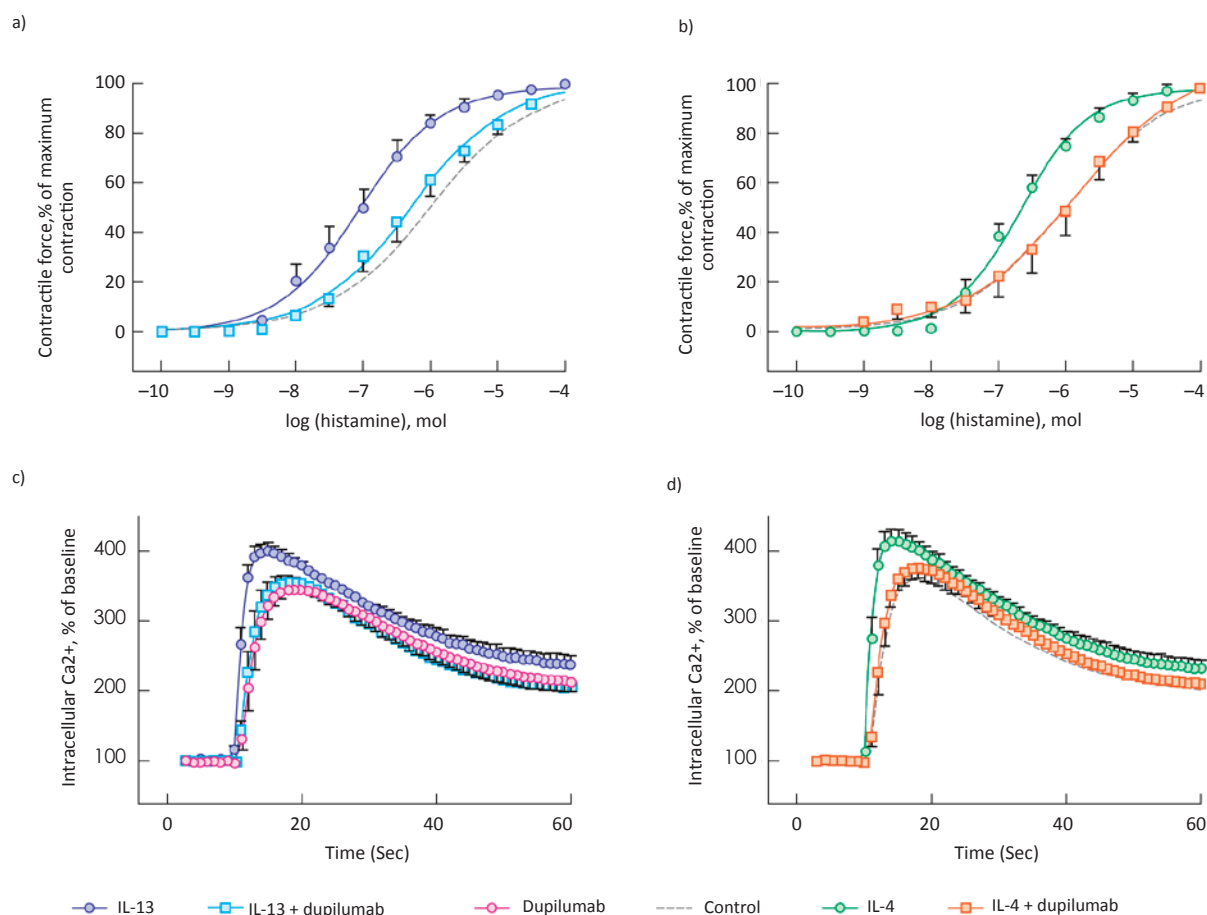 a)
Contractile force,% of maximum
contraction
100
80
60
40
20
0
–10
–9
–8
–7
–6
–5
–4
log (histamine), mol
b)
Contractile force,% of maximum
contraction
100
80
60
40
20
0
–10
–9
–8
–7
–6
–5
–4
log (histamine), mol
c)
Intracellular Ca2+, % of baseline
400
300
200
100
0
20
40
60
Time (Sec)
d)
Intracellular Ca2+, % of baseline
400
300
200
100
0
20
40
60
Time (Sec)
IL-13
IL-13 + dupilumab
Dupilumab
Control
IL-4
IL-4 + dupilumab